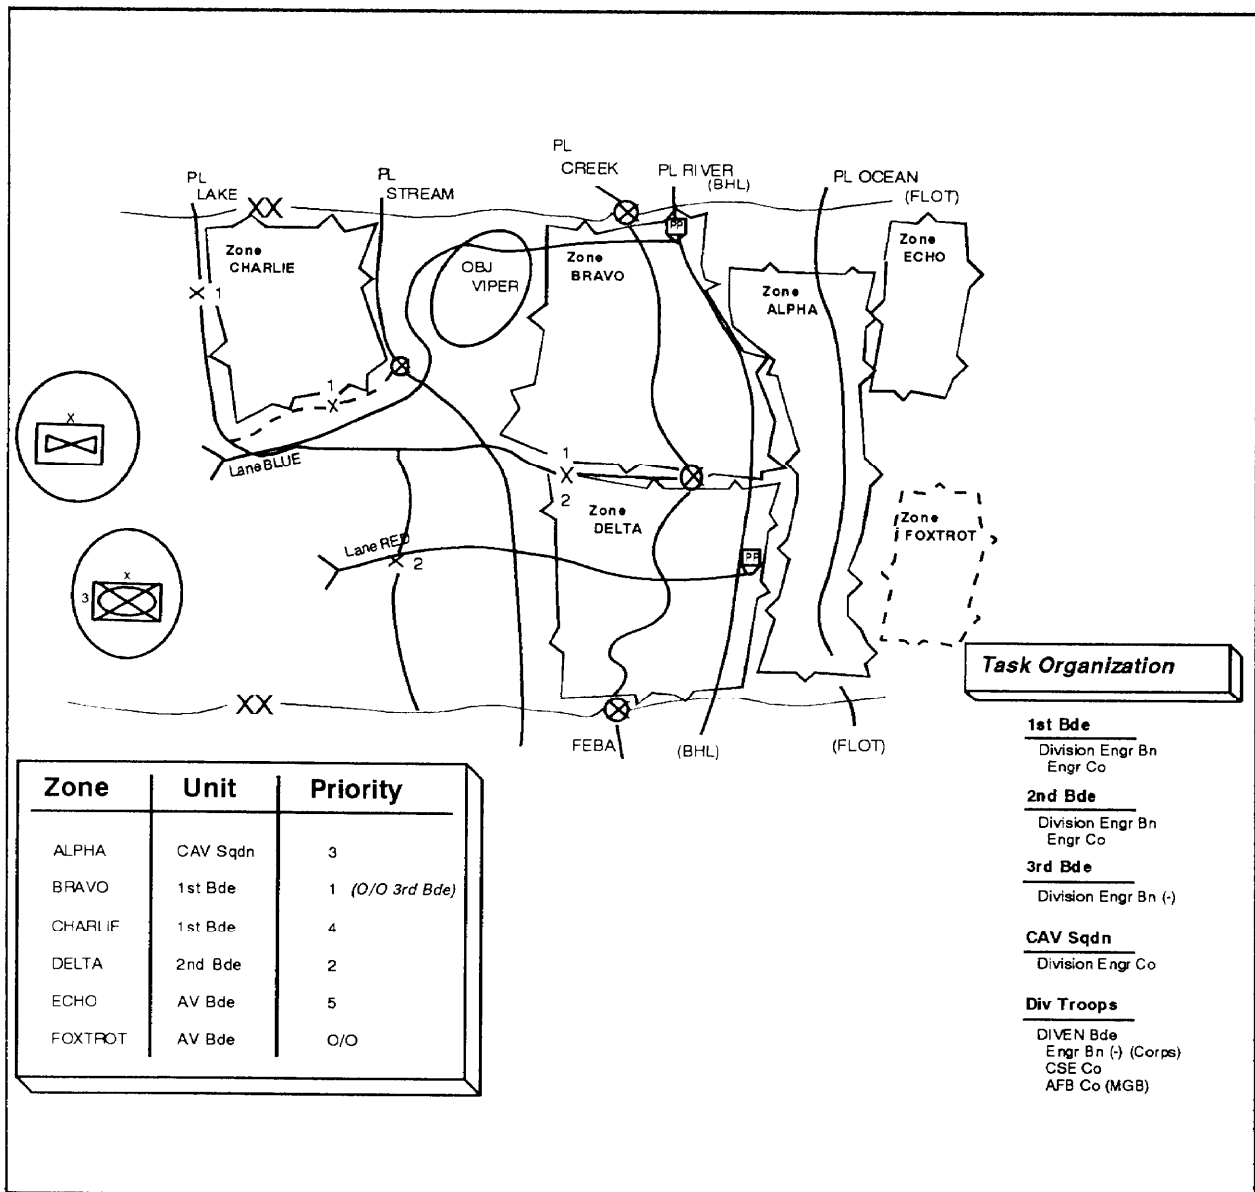 PL
LAKE
PL
STREAM
PL
CREEK
PL RIVER
(BHL)
PL OCEAN
(FLOT)
XX
Zone
CHARLIE
OBJ
VIPER
Zone
BRAVO
PP
Zone
ALPHA
Zone
ECHO
X 1
1
X
X
Lane BLUE
1
X
2
Zone
DELTA
Zone
FOXTROT
Lane RED
X 2
PP
X
3
XX
FEBA
(BHL)
(FLOT)
Zone Unit Priority
ALPHA CAV Sqdn 3
BRAVO 1st Bde 1 (O/O 3rd Bde)
CHARLIE 1st Bde 4
DELTA 2nd Bde 2
ECHO AV Bde 5
FOXTROT AV Bde O/O
Task Organization
1st Bde
Division Engr Bn
Engr Co
2nd Bde
Division Engr Bn
Engr Co
3rd Bde
Division Engr Bn (-)
CAV Sqdn
Division Engr Co
Div Troops
DIVEN Bde
Engr Bn (-) (Corps)
CSE Co
AFB Co (MGB)